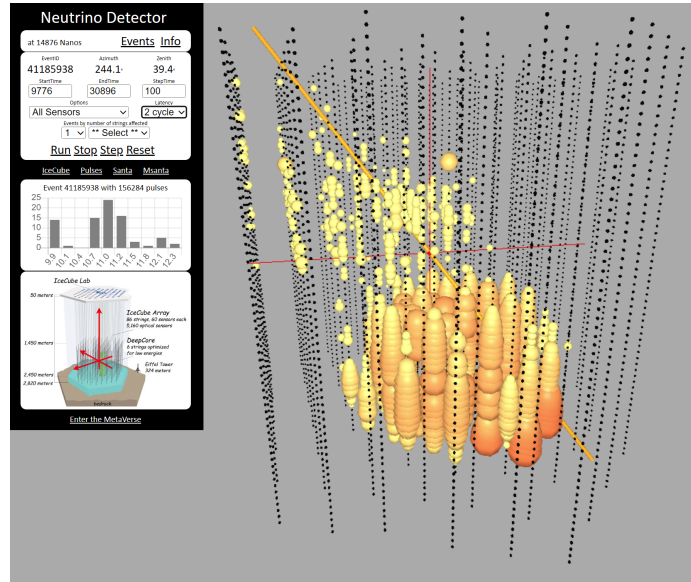 Neutrino Detector
at 14876 Nanos Events Info
EventID Azimuth Zenith
41185938 244.1° 39.4°
StartTime EndTime StepTime
9776 30896 100
Options Latency
All Sensors 2 cycle
Events by number of strings affected
1 ** Select **
Run Stop Step Reset
IceCube Pulses Santa Msanta
Event 41185938 with 156284 pulses
25
20
15
10
5
0
9.9 10.1 10.4 10.7 11.0 11.2 11.5 11.8 12.1 12.3
IceCube Lab
50 meters
IceCube Array
86 strings, 60 sensors each
5,160 optical sensors
1,450 meters
DeepCore
6 strings optimized
for low energies
Eiffel Tower
324 meters
2,450 meters
2,820 meters
bedrock
Enter the MetaVerse